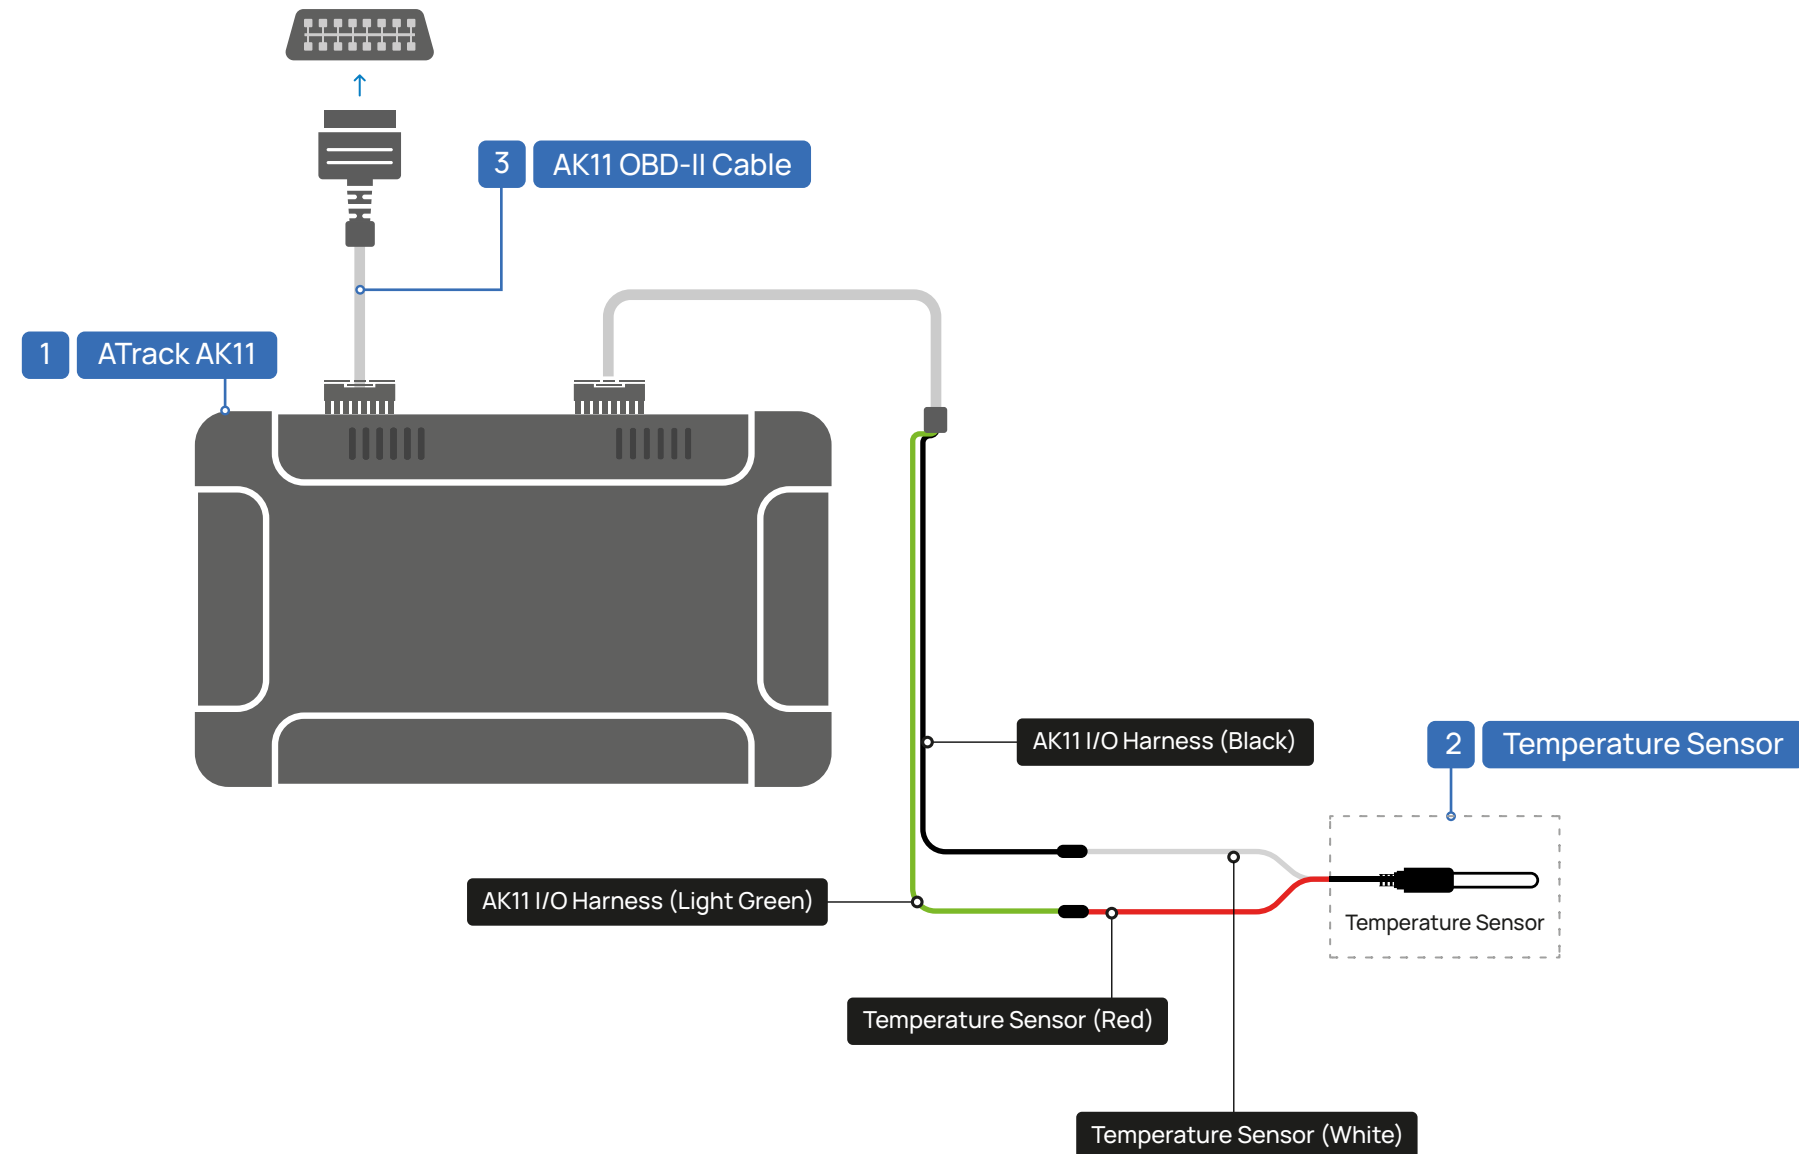 3 AK11 OBD-II Cable
1 ATrack AK11
AK11 I/O Harness (Black)
2 Temperature Sensor
AK11 I/O Harness (Light Green)
Temperature Sensor
Temperature Sensor (Red)
Temperature Sensor (White)